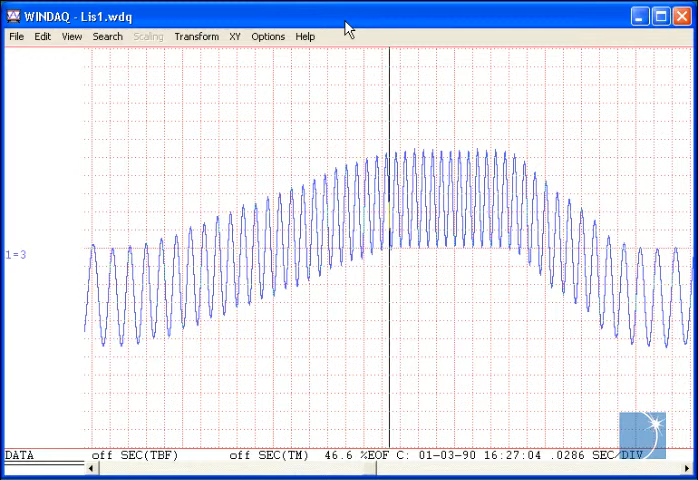 WINDAQ - Lis1.wdq
File Edit View Search Scaling Transform XY Options Help
1=3
DATA off SEC(TBF) off SEC(TM) 46.6 %EOF C: 01-03-90 16:27:04 .0286 SEC/DIV